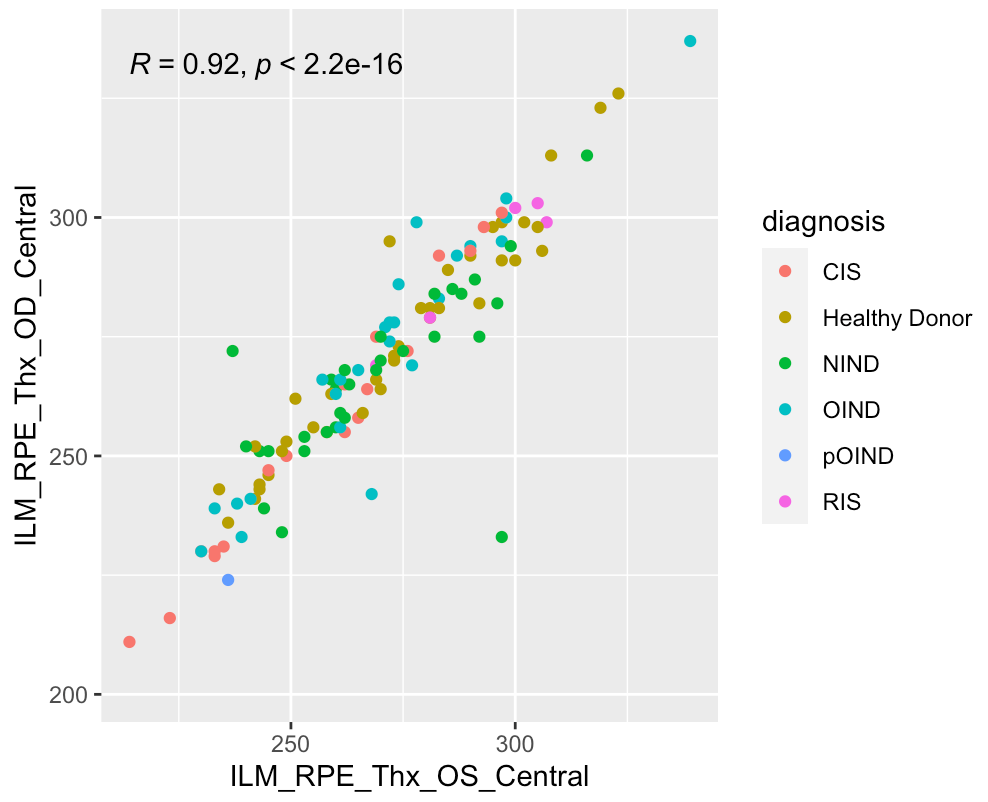 R = 0.92, p < 2.2e-16
ILM_RPE_Thx_OD_Central
300
250
200
250
300
ILM_RPE_Thx_OS_Central
diagnosis
CIS
Healthy Donor
NIND
OIND
pOIND
RIS